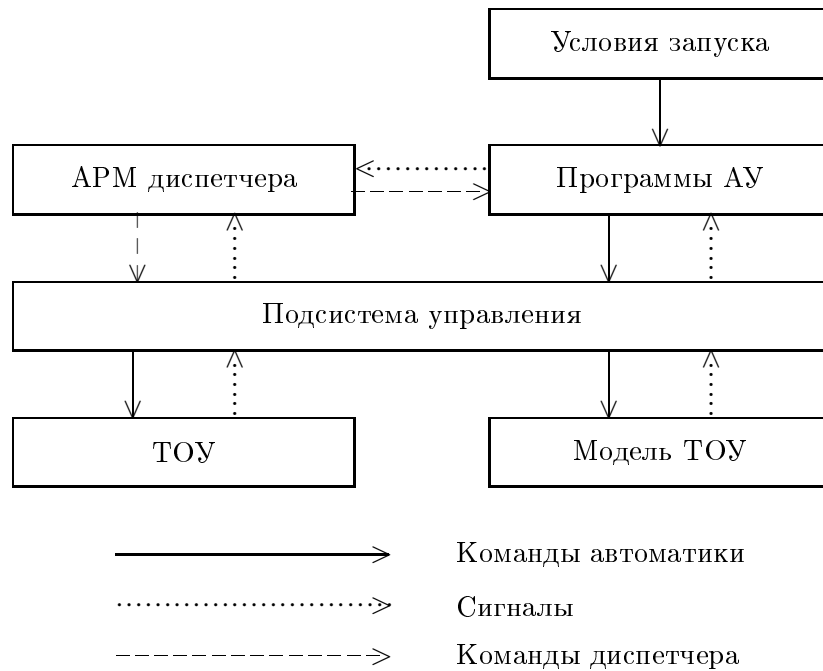 Условия запуска
АРМ диспетчера
Программы АУ
Подсистема управления
ТОУ
Модель ТОУ
Команды автоматики
Сигналы
Команды диспетчера